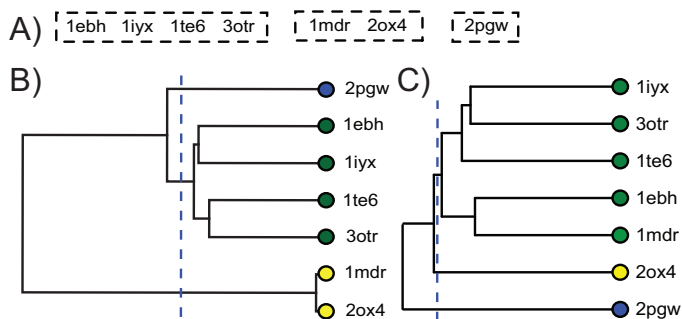 A) 1ebh 1iyx 1te6 3otr 1mdr 2ox4 2pgw
B)
2pgw
1ebh
1iyx
1te6
3otr
1mdr
2ox4
C)
1iyx
3otr
1te6
1ebh
1mdr
2ox4
2pgw